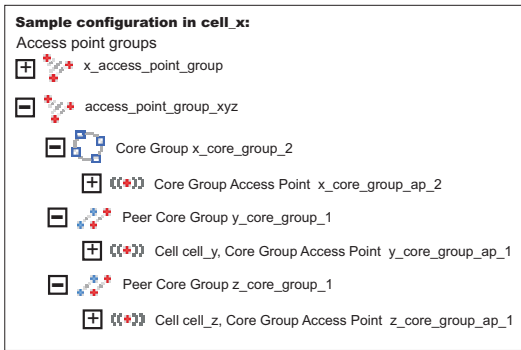 Sample configuration in cell_x:
Access point groups
x_access_point_group
access_point_group_xyz
Core Group x_core_group_2
Core Group Access Point x_core_group_ap_2
Peer Core Group y_core_group_1
Cell cell_y, Core Group Access Point y_core_group_ap_1
Peer Core Group z_core_group_1
Cell cell_z, Core Group Access Point z_core_group_ap_1